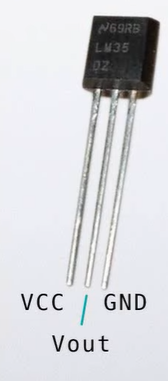 69RB
LM35
DZ
VCC / GND
Vout